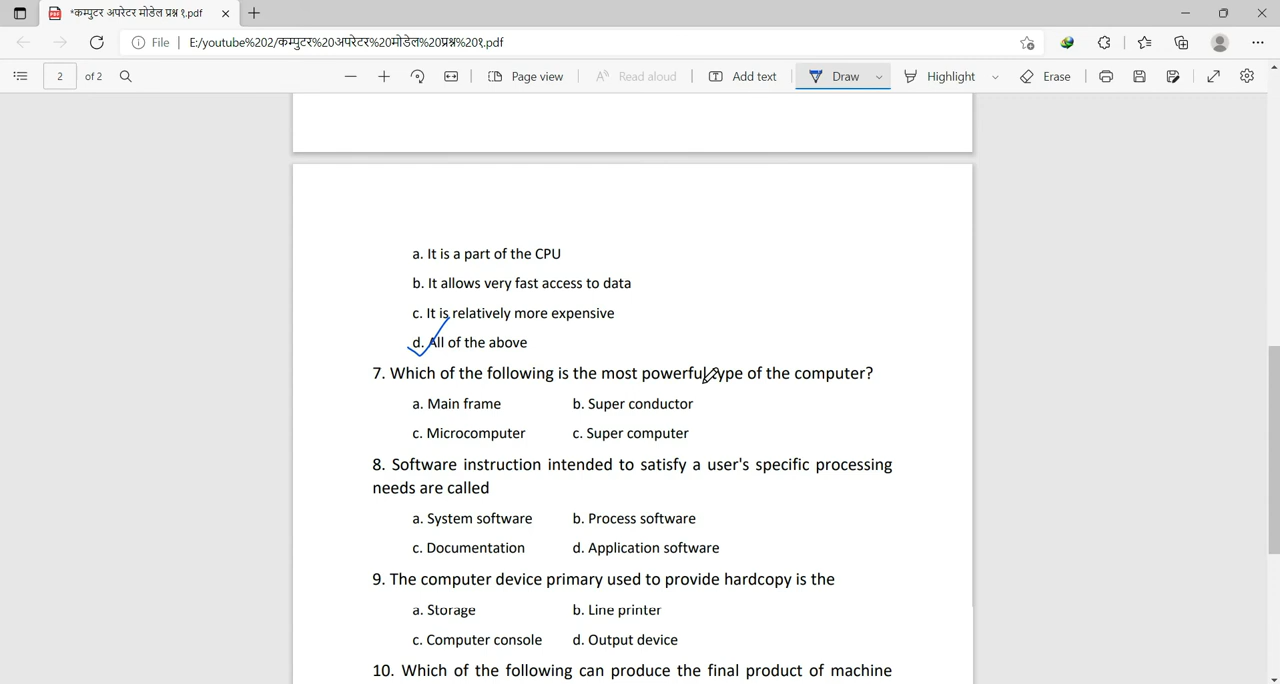 *कम्पुटर अपरेटर मोडेल प्रश्न १.pdf
File E:/youtube%202/कम्पुटर%20अपरेटर%20मोडेल%20प्रश्न%20१.pdf
2 of 2 Page view Read aloud Add text Draw Highlight Erase
a. It is a part of the CPU
b. It allows very fast access to data
c. It is relatively more expensive
d. All of the above
7. Which of the following is the most powerful type of the computer?
a. Main frame b. Super conductor
c. Microcomputer c. Super computer
8. Software instruction intended to satisfy a user's specific processing
needs are called
a. System software b. Process software
c. Documentation d. Application software
9. The computer device primary used to provide hardcopy is the
a. Storage b. Line printer
c. Computer console d. Output device
10. Which of the following can produce the final product of machine